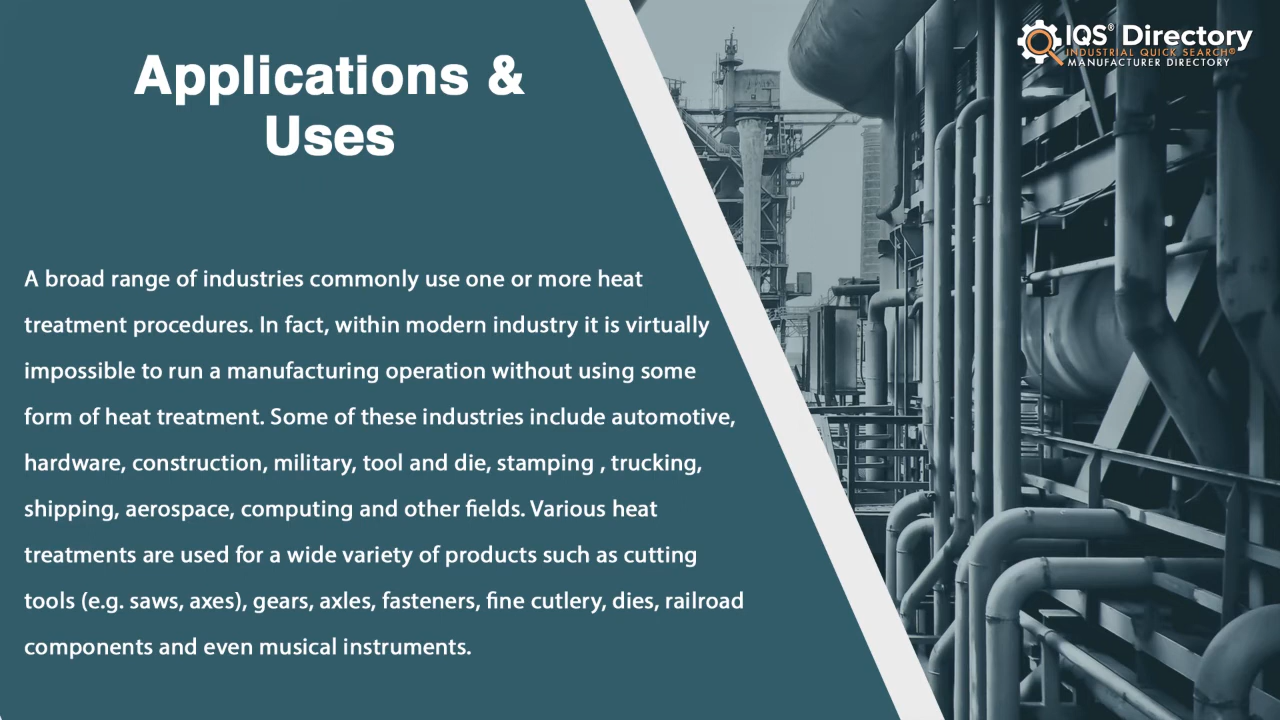 Applications &
Uses
IQS® Directory
INDUSTRIAL QUICK SEARCH®
MANUFACTURER DIRECTORY
A broad range of industries commonly use one or more heat
treatment procedures. In fact, within modern industry it is virtually
impossible to run a manufacturing operation without using some
form of heat treatment. Some of these industries include automotive,
hardware, construction, military, tool and die, stamping , trucking,
shipping, aerospace, computing and other fields. Various heat
treatments are used for a wide variety of products such as cutting
tools (e.g. saws, axes), gears, axles, fasteners, fine cutlery, dies, railroad
components and even musical instruments.